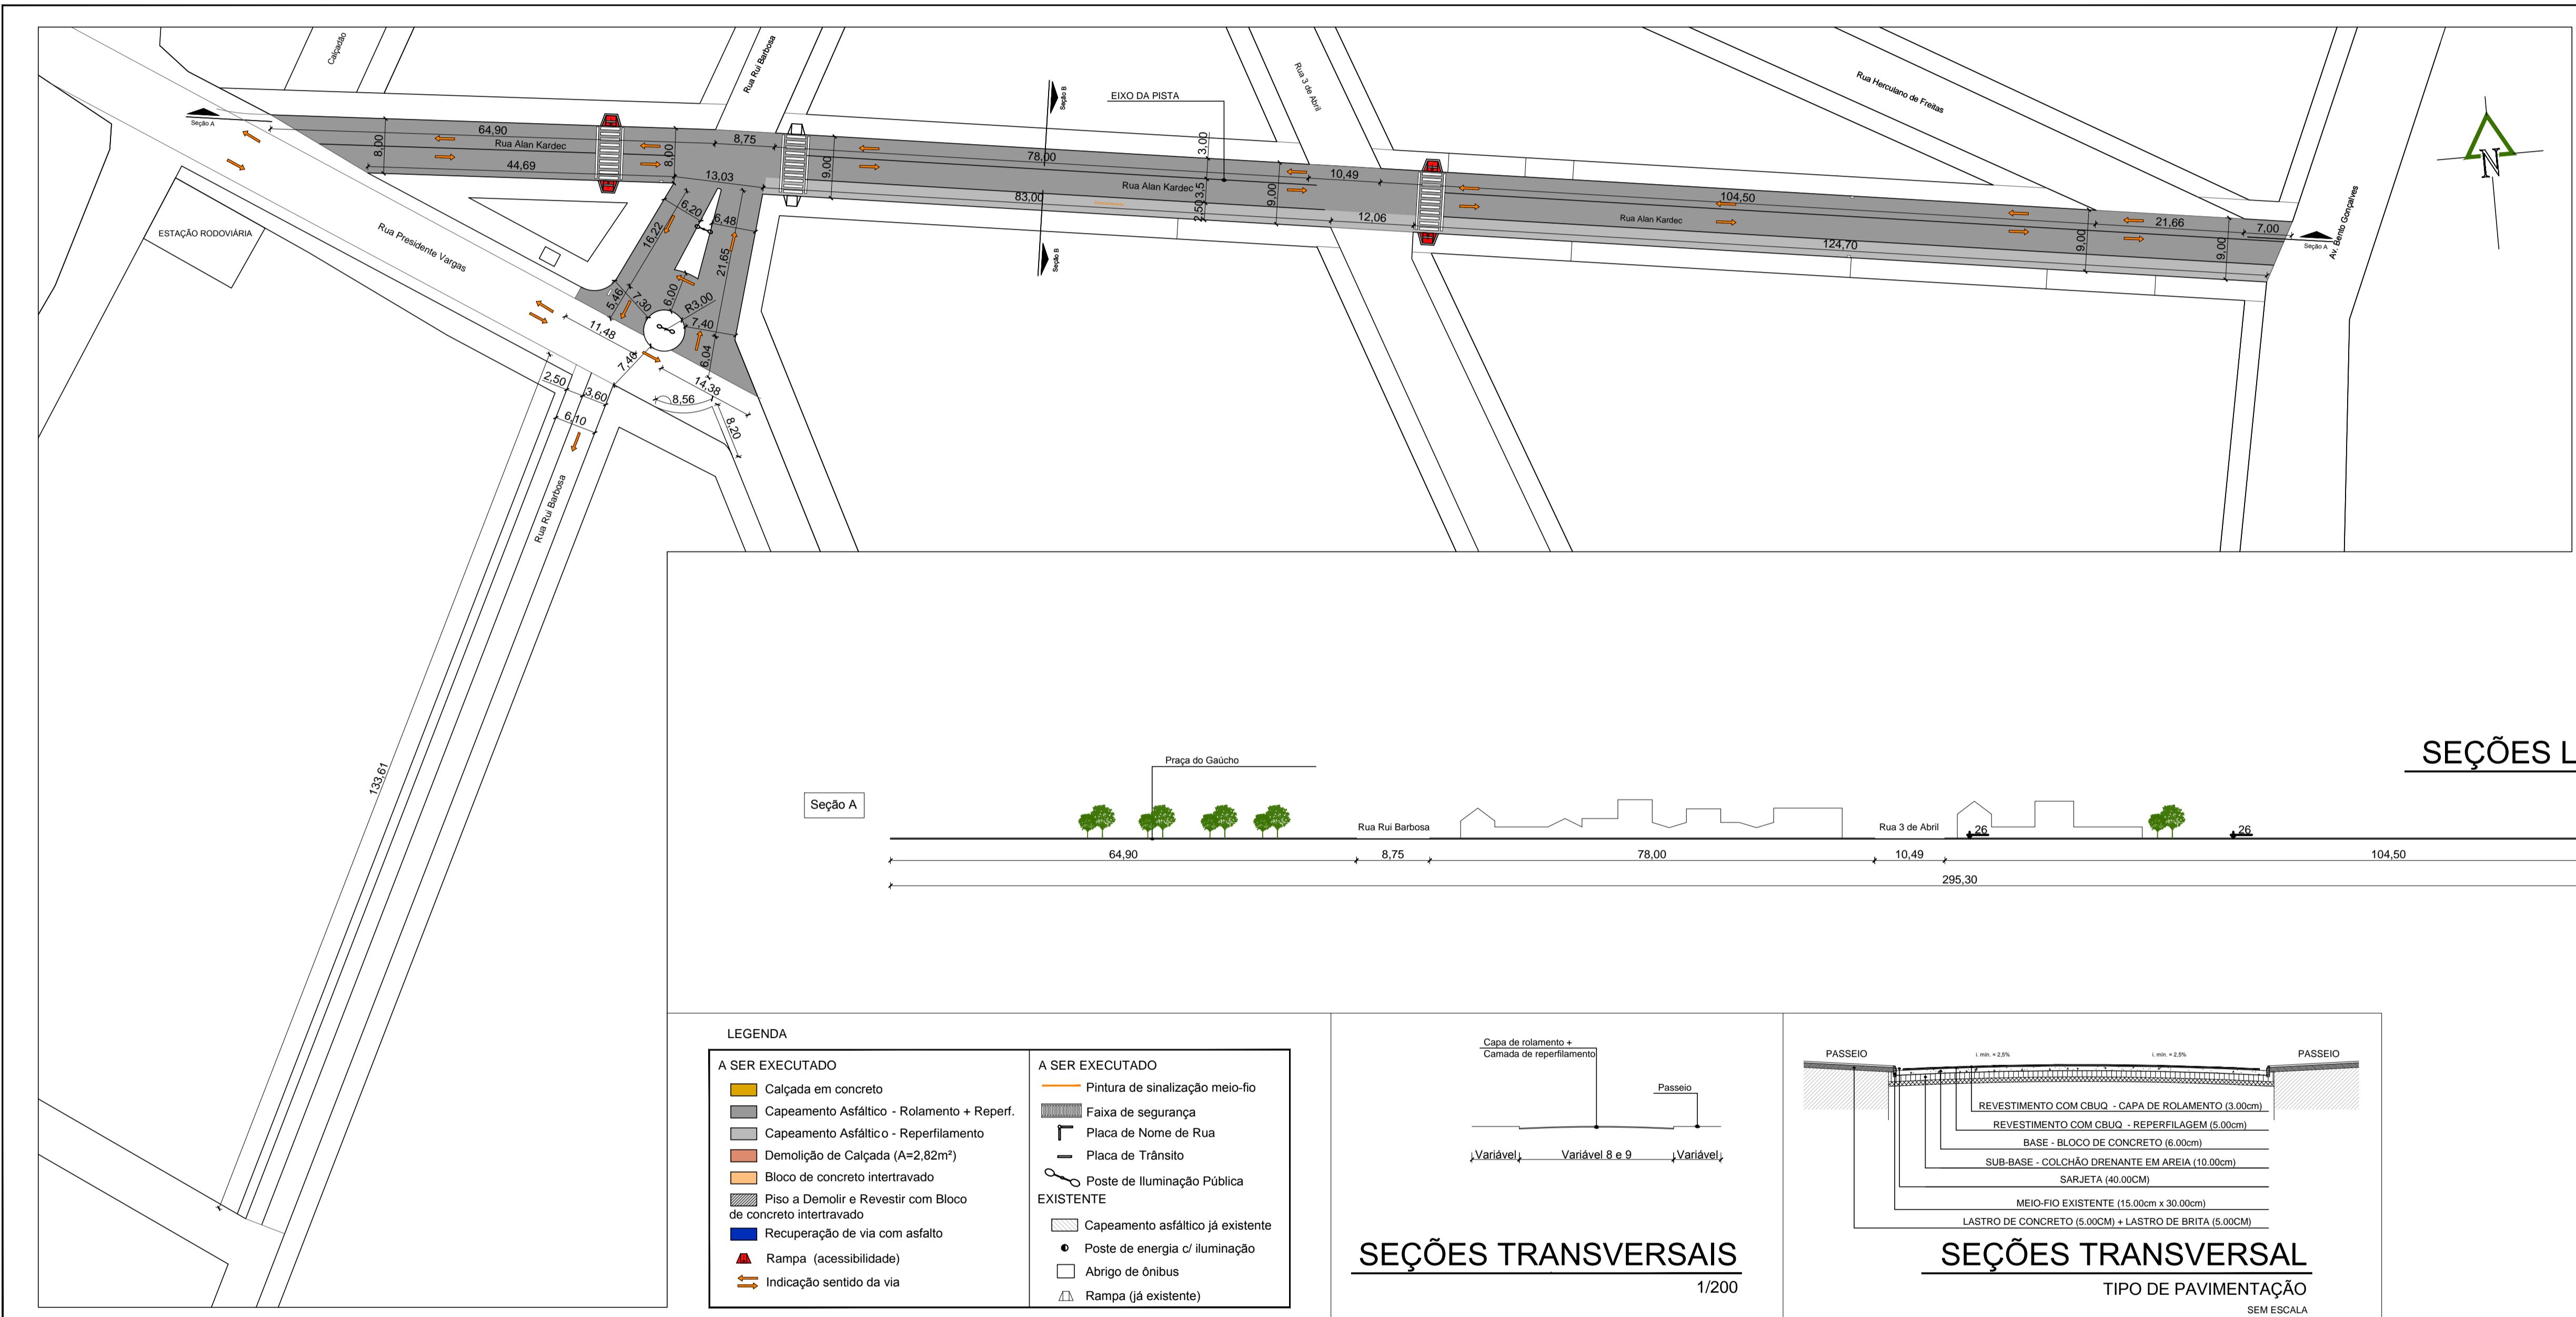 Calçadão
Rua Rui Barbosa
Seção B
EIXO DA PISTA
Rua 3 de Abril
Rua Herculano de Freitas
N
Seção A
64,90
Rua Alan Kardec
44,69
8,00
8,00
8,75
13,03
9,00
78,00
Rua Alan Kardec
83,00
3,00
3,5
2,50
9,00
10,49
12,06
104,50
Rua Alan Kardec
124,70
9,00
21,66
9,00
7,00
Seção A
Av. Bento Gonçalves
ESTAÇÃO RODOVIÁRIA
Rua Presidente Vargas
6,20
6,48
16,22
21,65
5,46
7,30
6,00
R3,00
7,40
11,48
7,46
6,04
14,38
8,56
8,20
2,50
3,60
6,10
Seção B
Rua Rui Barbosa
133,61
SEÇÕES L
Praça do Gaúcho
Seção A
Rua Rui Barbosa
Rua 3 de Abril
26
26
64,90
8,75
78,00
10,49
104,50
295,30
LEGENDA
A SER EXECUTADO
Calçada em concreto
Capeamento Asfáltico - Rolamento + Reperf.
Capeamento Asfáltico - Reperfilamento
Demolição de Calçada (A=2,82m²)
Bloco de concreto intertravado
Piso a Demolir e Revestir com Bloco
de concreto intertravado
Recuperação de via com asfalto
Rampa (acessibilidade)
Indicação sentido da via
A SER EXECUTADO
Pintura de sinalização meio-fio
Faixa de segurança
Placa de Nome de Rua
Placa de Trânsito
Poste de Iluminação Pública
EXISTENTE
Capeamento asfáltico já existente
Poste de energia c/ iluminação
Abrigo de ônibus
Rampa (já existente)
Capa de rolamento +
Camada de reperfilamento
Passeio
Variável
Variável 8 e 9
Variável
SEÇÕES TRANSVERSAIS
1/200
PASSEIO
i. mín. = 2,5%
i. mín. = 2,5%
PASSEIO
REVESTIMENTO COM CBUQ - CAPA DE ROLAMENTO (3.00cm)
REVESTIMENTO COM CBUQ - REPERFILAGEM (5.00cm)
BASE - BLOCO DE CONCRETO (6.00cm)
SUB-BASE - COLCHÃO DRENANTE EM AREIA (10.00cm)
SARJETA (40.00CM)
MEIO-FIO EXISTENTE (15.00cm x 30.00cm)
LASTRO DE CONCRETO (5.00CM) + LASTRO DE BRITA (5.00CM)
SEÇÕES TRANSVERSAL
TIPO DE PAVIMENTAÇÃO
SEM ESCALA